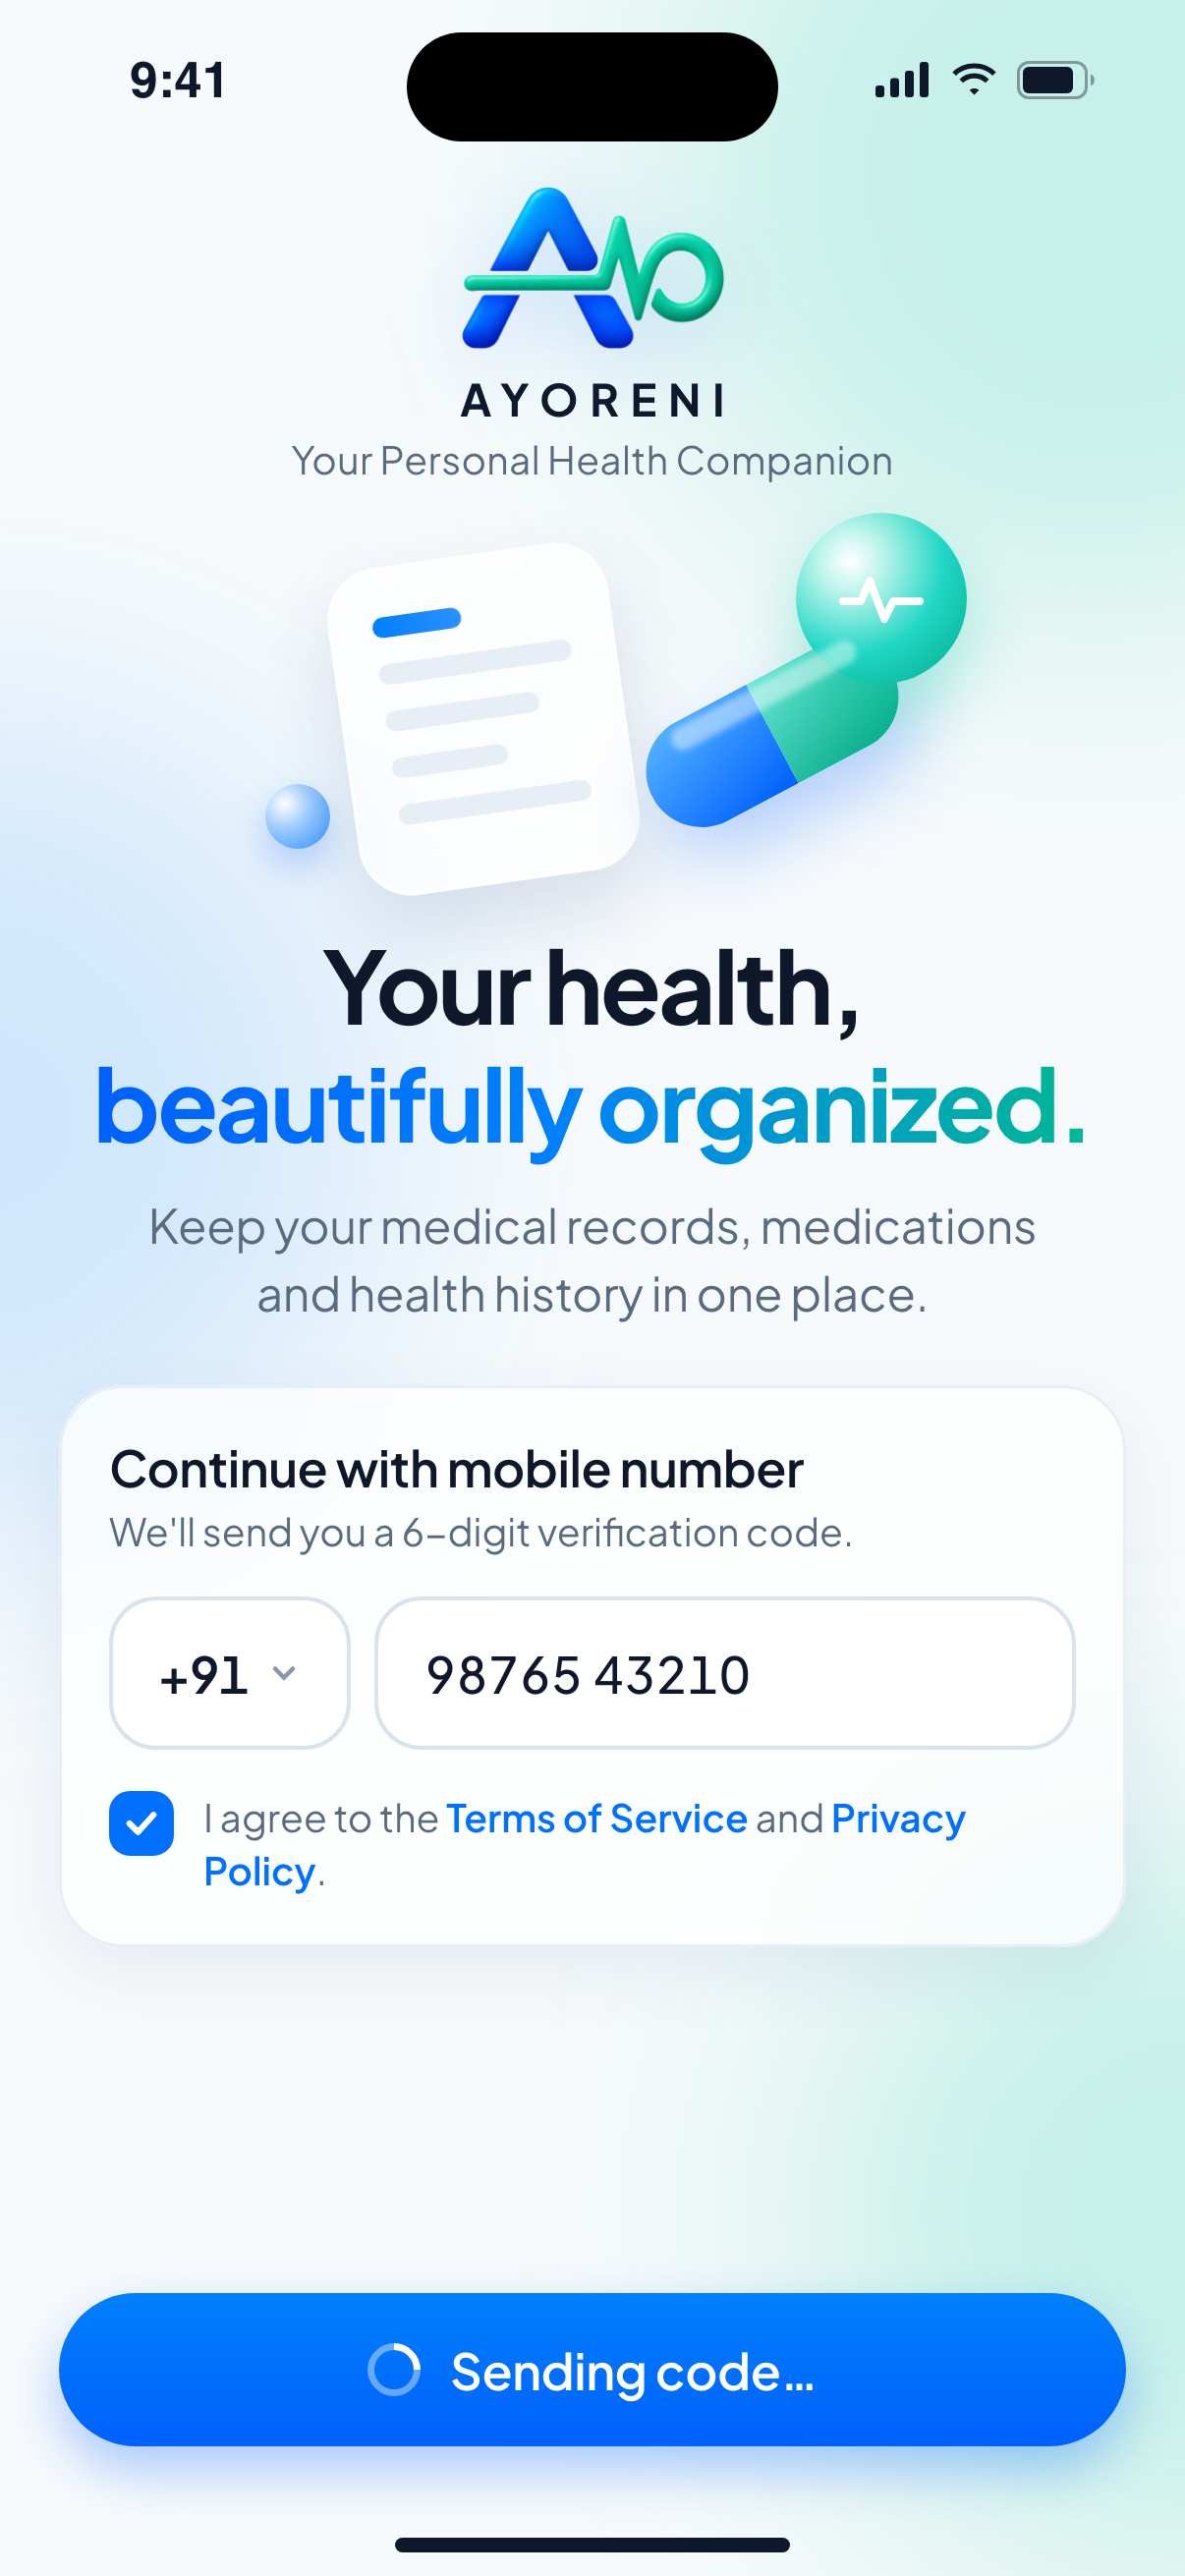 9:41
AYORENI
Your Personal Health Companion
Your health,
beautifully organized.
Keep your medical records, medications
and health history in one place.
Continue with mobile number
We'll send you a 6–digit verification code.
+91
98765 43210
I agree to the Terms of Service and Privacy
Policy.
Sending code...